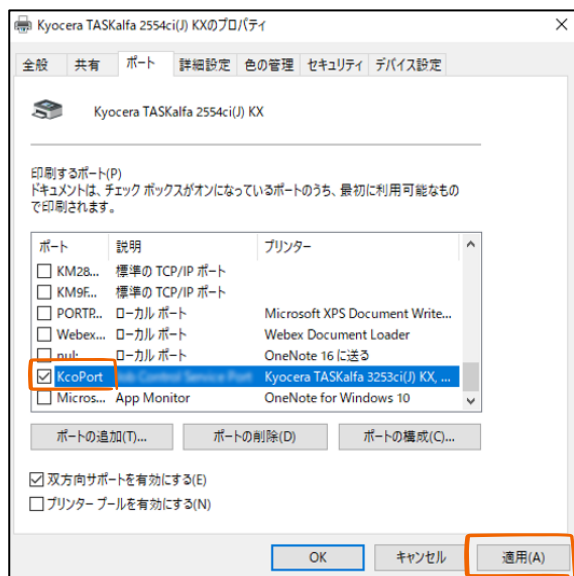 Kyocera TASKalfa 2554ci(J) KXのプロパティ
全般 共有 ポート 詳細設定 色の管理 セキュリティ デバイス設定
Kyocera TASKalfa 2554ci(J) KX
印刷するポート(P)
ドキュメントは、チェック ボックスがオンになっているポートのうち、最初に利用可能なもの
で印刷されます。
ポート 説明 プリンター
KM28... 標準の TCP/IP ポート
KM9F... 標準の TCP/IP ポート
PORTP... ローカル ポート Microsoft XPS Document Write...
Webex... ローカル ポート Webex Document Loader
nul: ローカル ポート OneNote 16 に送る
KcoPort Kyocera TASKalfa 3253ci(J) KX, ...
Micros... App Monitor OneNote for Windows 10
ポートの追加(T)... ポートの削除(D) ポートの構成(C)...
双方向サポートを有効にする(E)
プリンター プールを有効にする(N)
OK キャンセル 適用(A)